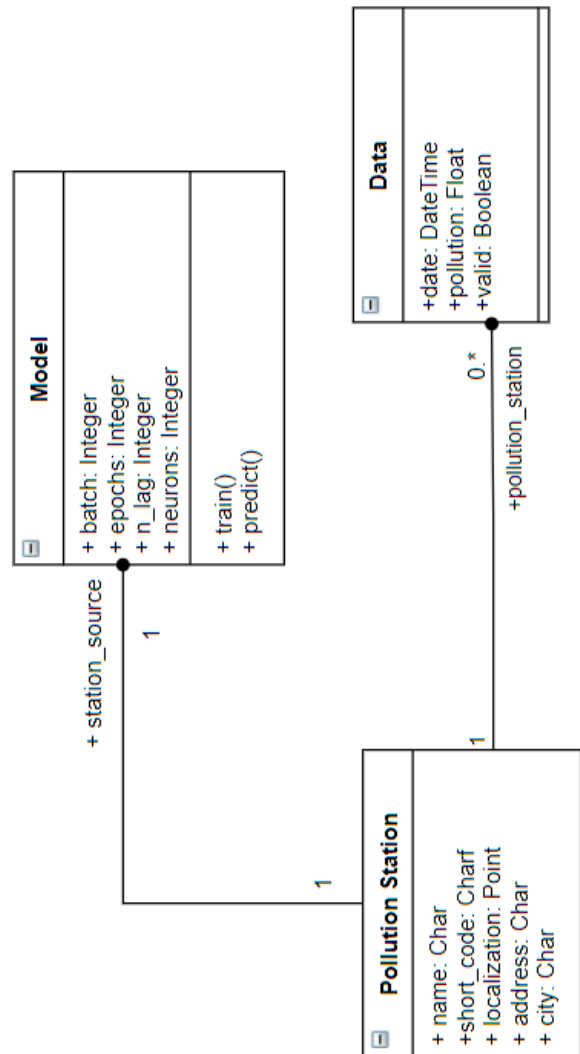 Model
+ batch: Integer
+ epochs: Integer
+ n_lag: Integer
+ neurons: Integer
+ train()
+ predict()
+ station_source
1
1
Pollution Station
+ name: Char
+short_code: Charf
+ localization: Point
+ address: Char
+ city: Char
1
0.*
+pollution_station
Data
+date: DateTime
+pollution: Float
+valid: Boolean